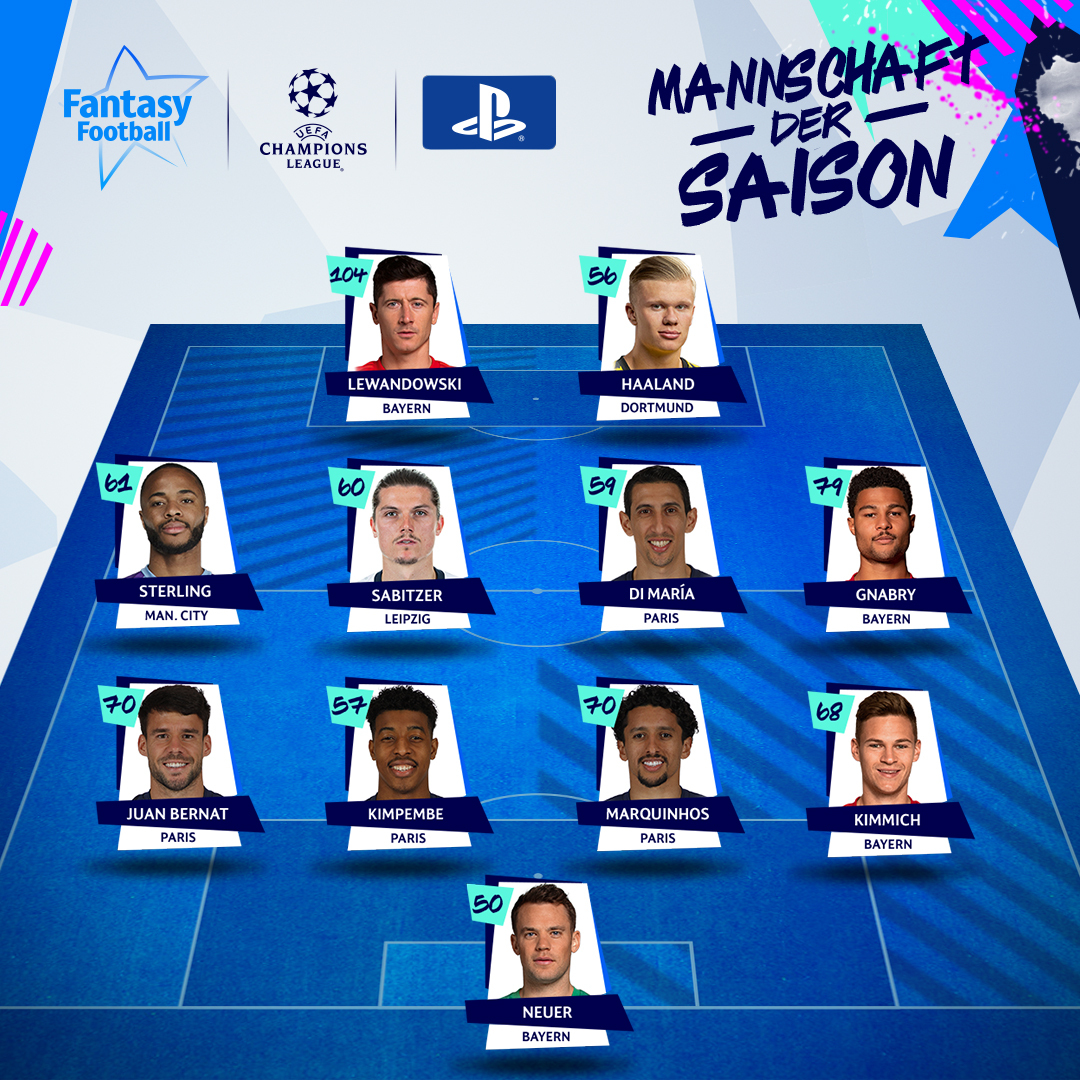 Fantasy
Football
UEFA
CHAMPIONS
LEAGUE®
®
MANNSCHAFT
DER
SAISON
104
LEWANDOWSKI
BAYERN
56
HAALAND
DORTMUND
61
STERLING
MAN. CITY
60
SABITZER
LEIPZIG
59
DI MARÍA
PARIS
79
GNABRY
BAYERN
70
JUAN BERNAT
PARIS
57
KIMPEMBE
PARIS
70
MARQUINHOS
PARIS
68
KIMMICH
BAYERN
50
NEUER
BAYERN